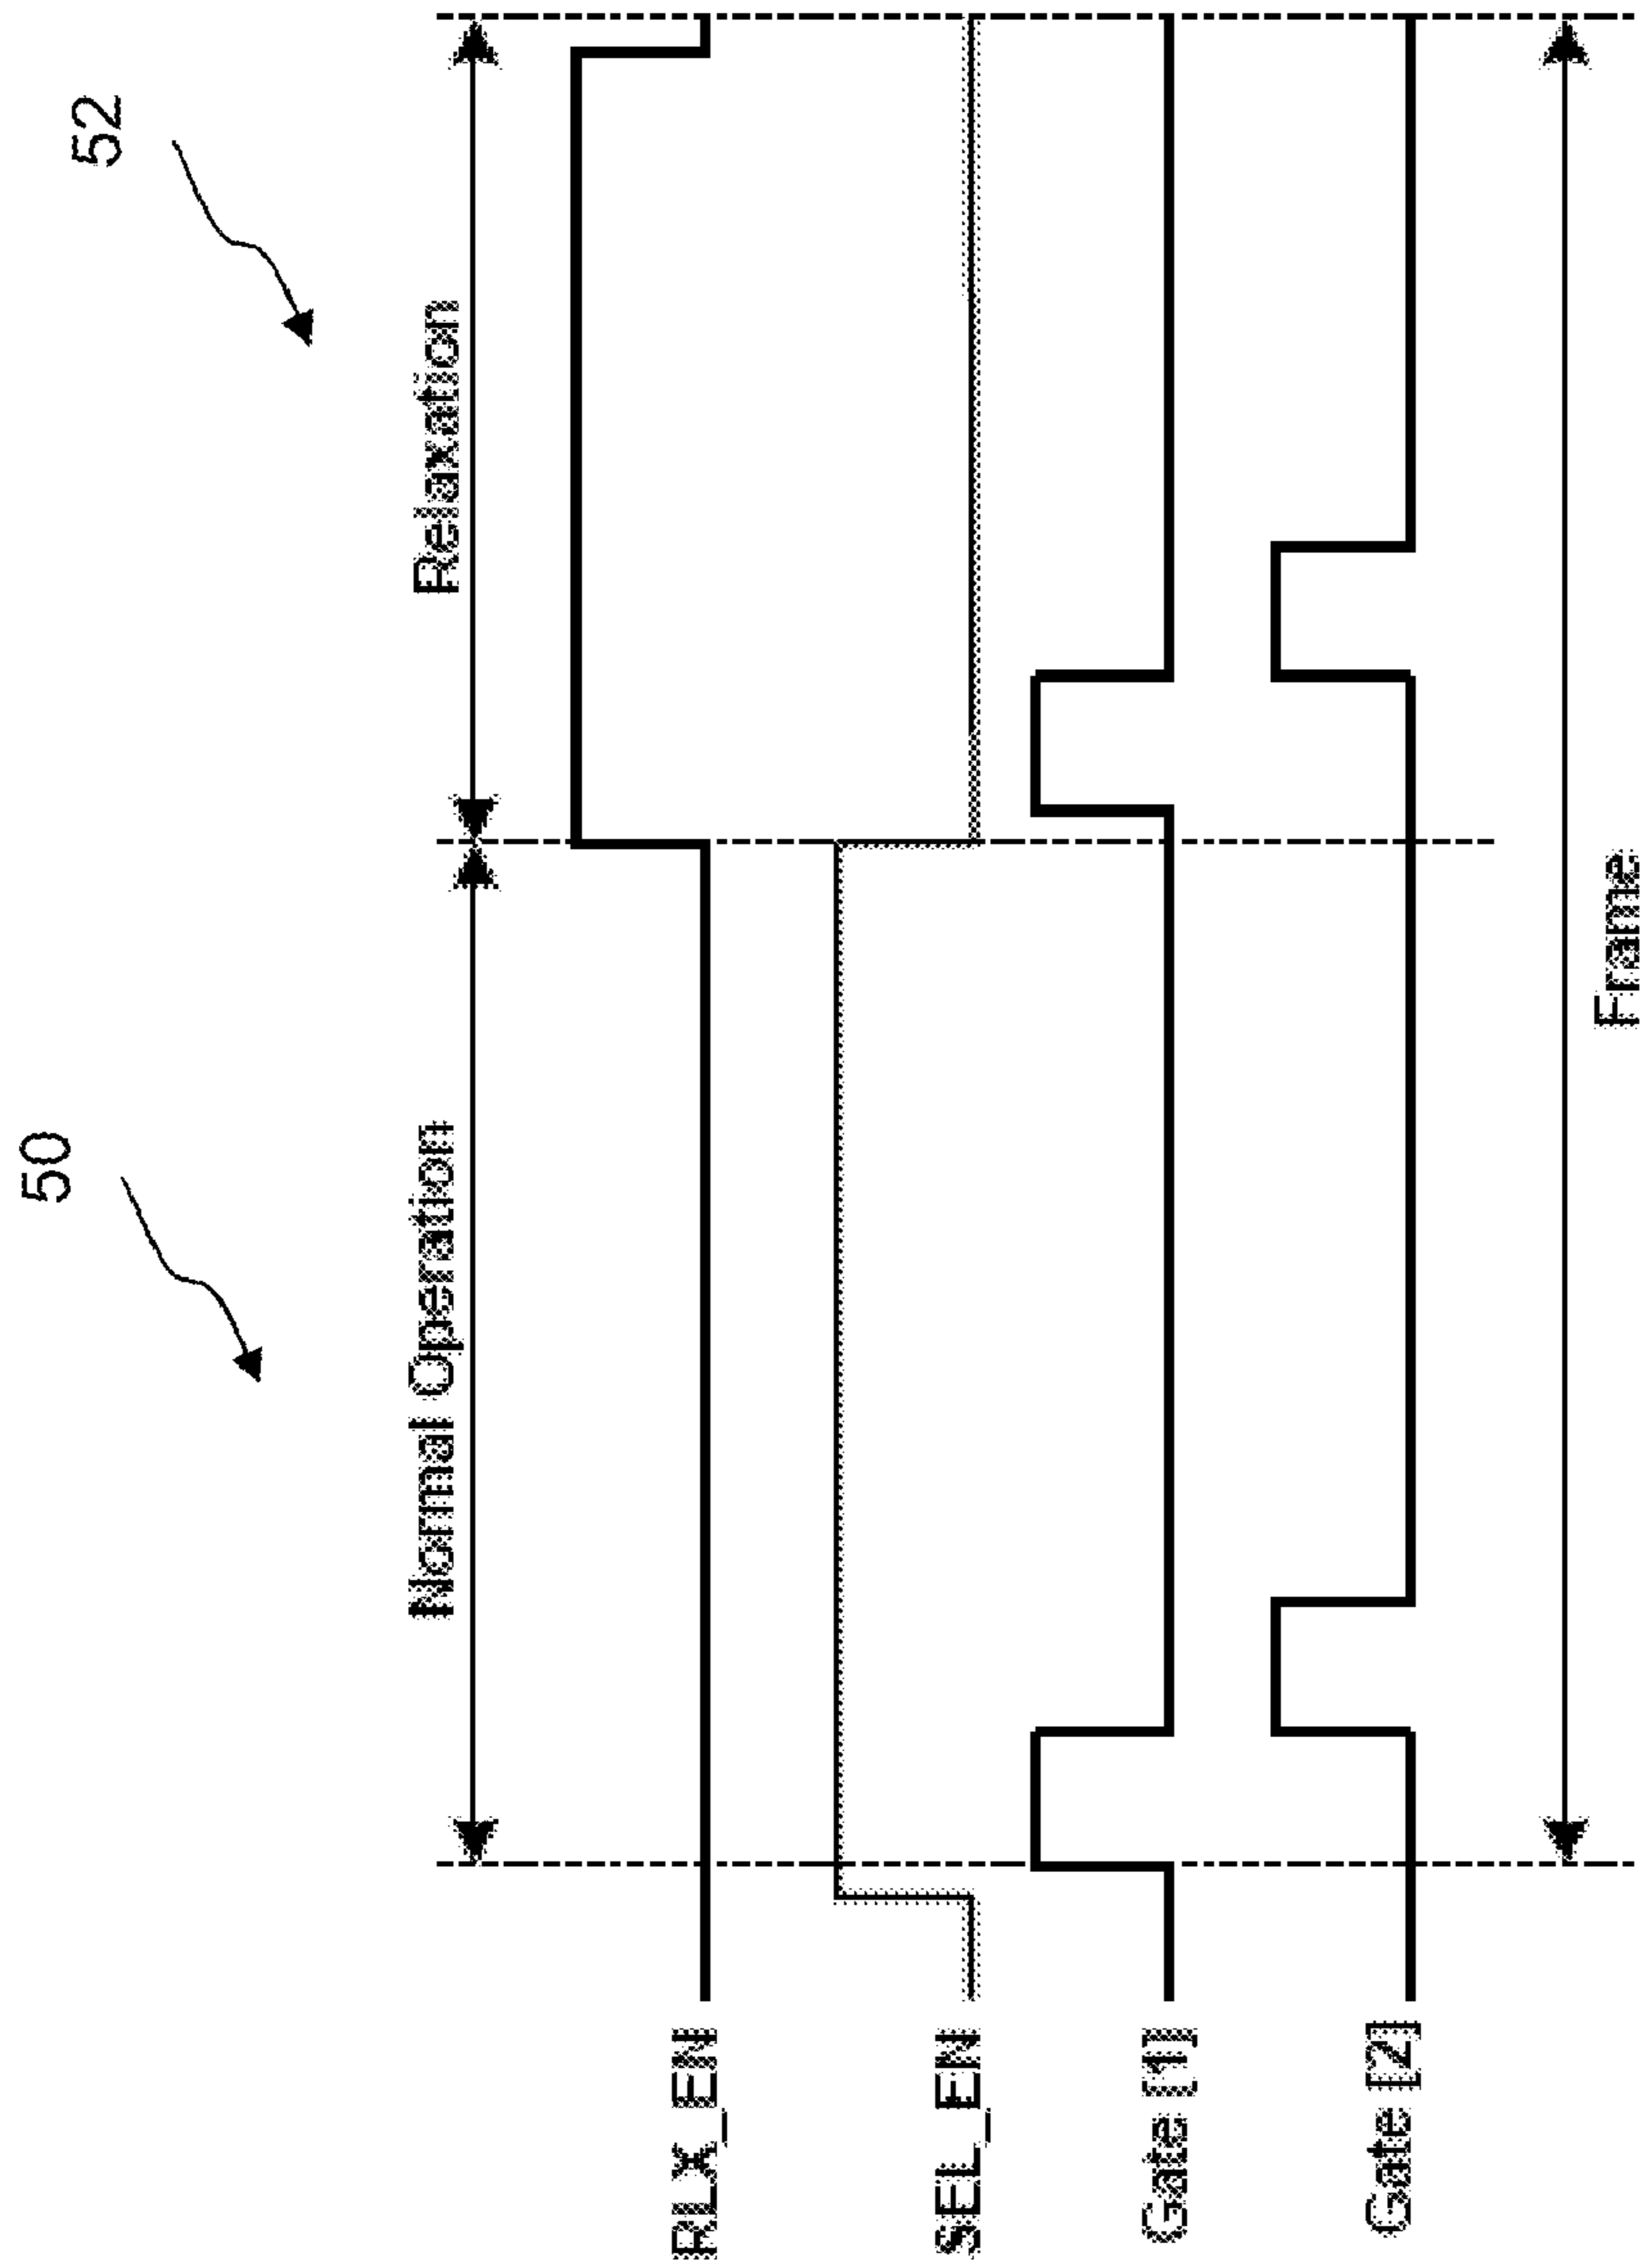 50
52
Normal Operation
Relaxation
RLX_EN
SEL_EN
Gate [1]
Gate [2]
Frame